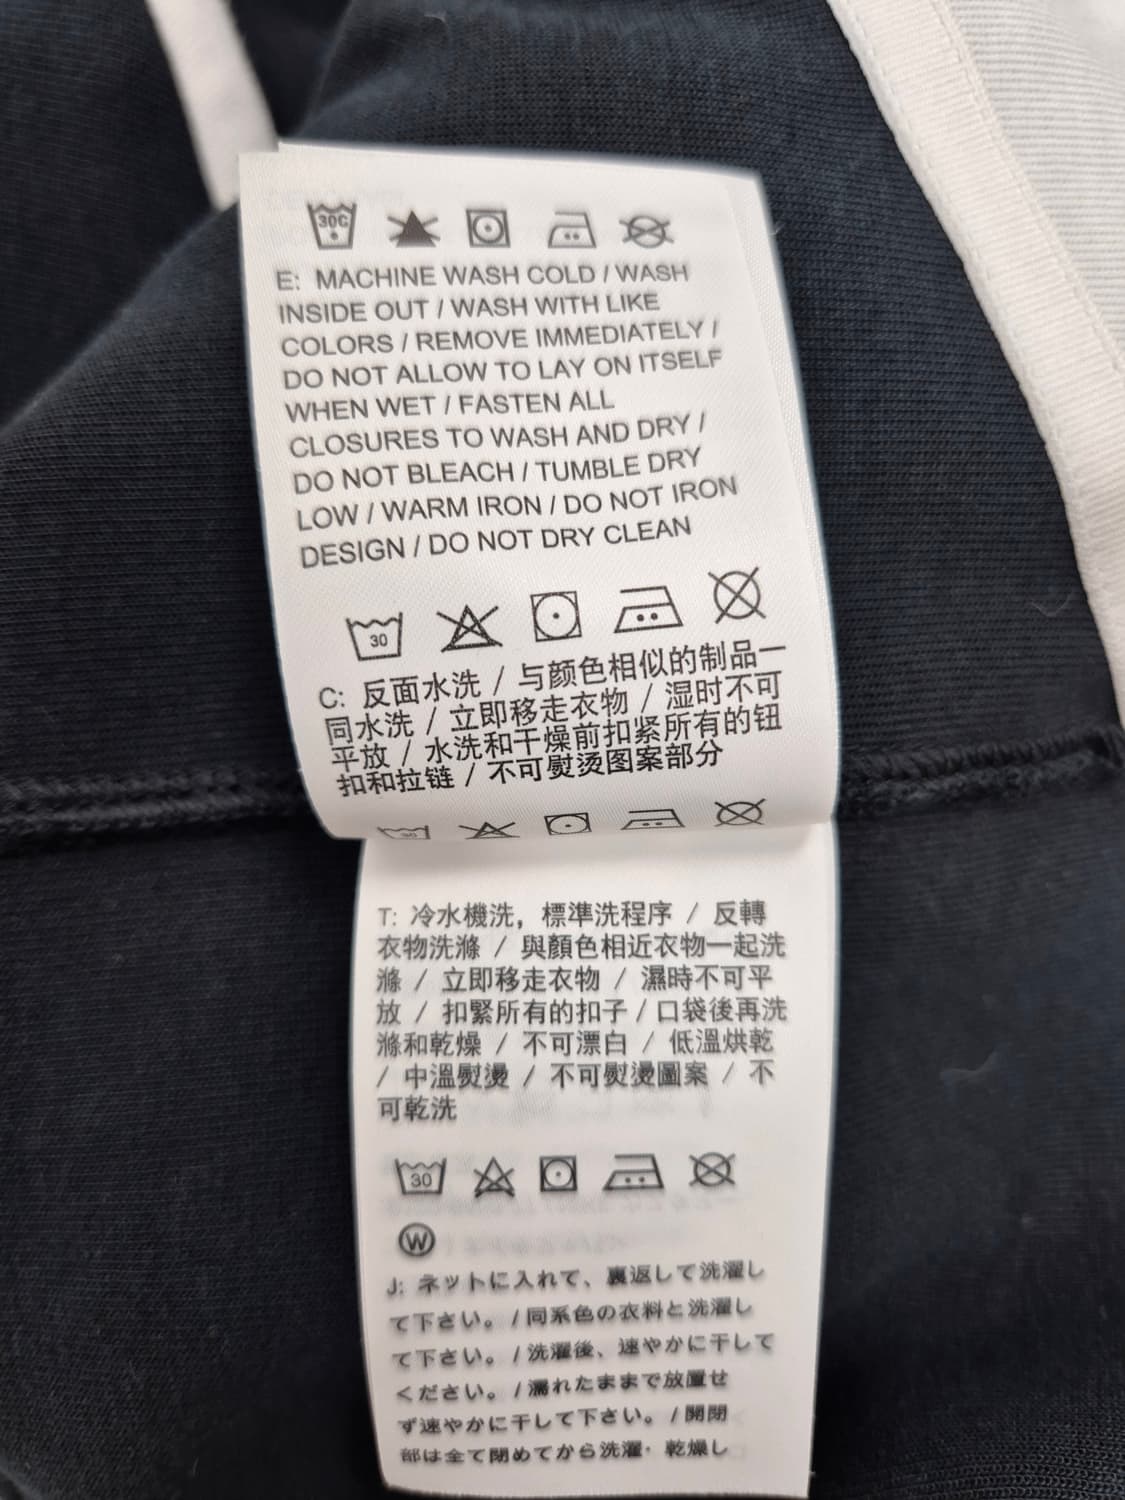 30C
E: MACHINE WASH COLD / WASH
INSIDE OUT / WASH WITH LIKE
COLORS / REMOVE IMMEDIATELY /
DO NOT ALLOW TO LAY ON ITSELF
WHEN WET / FASTEN ALL
CLOSURES TO WASH AND DRY /
DO NOT BLEACH / TUMBLE DRY
LOW / WARM IRON / DO NOT IRON
DESIGN / DO NOT DRY CLEAN
30
C: 反面水洗 / 与颜色相似的制品一
同水洗 / 立即移走衣物 / 湿时不可
平放 / 水洗和干燥前扣紧所有的钮
扣和拉链 / 不可熨烫图案部分
30
T: 冷水機洗，標準洗程序 / 反轉
衣物洗滌 / 與顏色相近衣物一起洗
滌 / 立即移走衣物 / 濕時不可平
放 / 扣緊所有的扣子 / 口袋後再洗
滌和乾燥 / 不可漂白 / 低溫烘乾
/ 中溫熨燙 / 不可熨燙圖案 / 不
可乾洗
30
W
J: ネットに入れて、裏返して洗濯し
て下さい。/ 同系色の衣料と洗濯し
て下さい。/ 洗濯後、速やかに干して
ください。/ 濡れたままで放置せ
ず速やかに干して下さい。/ 開閉
部は全て閉めてから洗濯・乾燥し